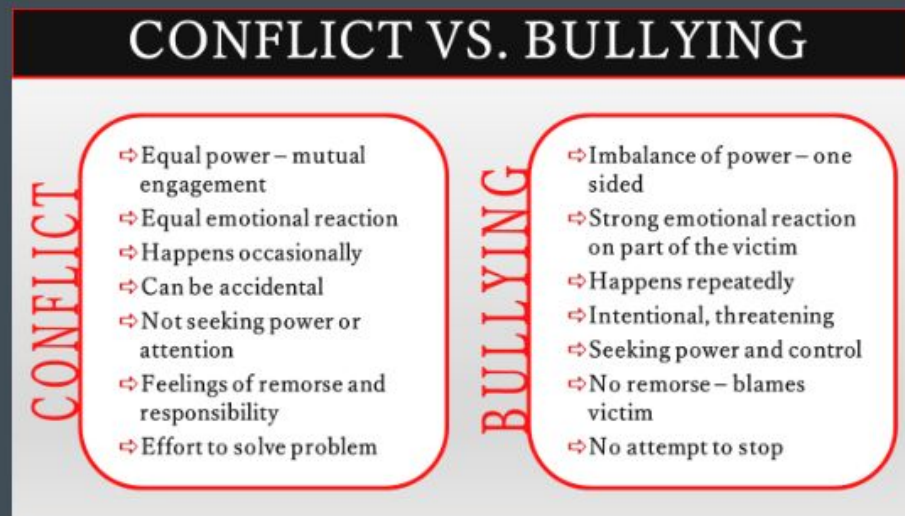 CONFLICT VS. BULLYING
CONFLICT
⇨Equal power – mutual
engagement
⇨Equal emotional reaction
⇨Happens occasionally
⇨Can be accidental
⇨Not seeking power or
attention
⇨Feelings of remorse and
responsibility
⇨Effort to solve problem
BULLYING
⇨Imbalance of power – one
sided
⇨Strong emotional reaction
on part of the victim
⇨Happens repeatedly
⇨Intentional, threatening
⇨Seeking power and control
⇨No remorse – blames
victim
⇨No attempt to stop